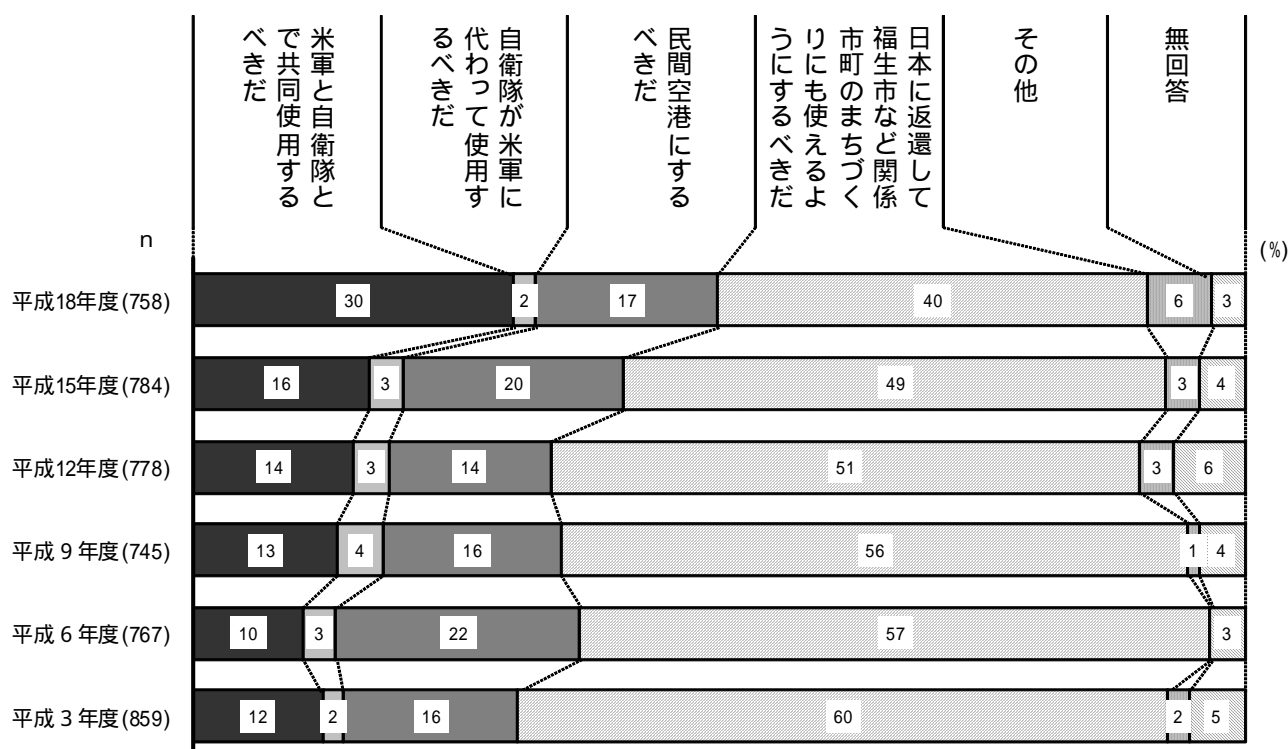 米軍と自衛隊と
で共同使用する
べきだ
自衛隊が米軍に
代わって使用す
るべきだ
民間空港にする
べきだ
日本に返還して
福生市など関係
市町のまちづく
りにも使えるよ
うにするべきだ
その他
無回答
n
(%)
平成18年度(758) 30 2 17 40 6 3
平成15年度(784) 16 3 20 49 3 4
平成12年度(778) 14 3 14 51 3 6
平成 9 年度(745) 13 4 16 56 1 4
平成 6 年度(767) 10 3 22 57 3
平成 3 年度(859) 12 2 16 60 2 5